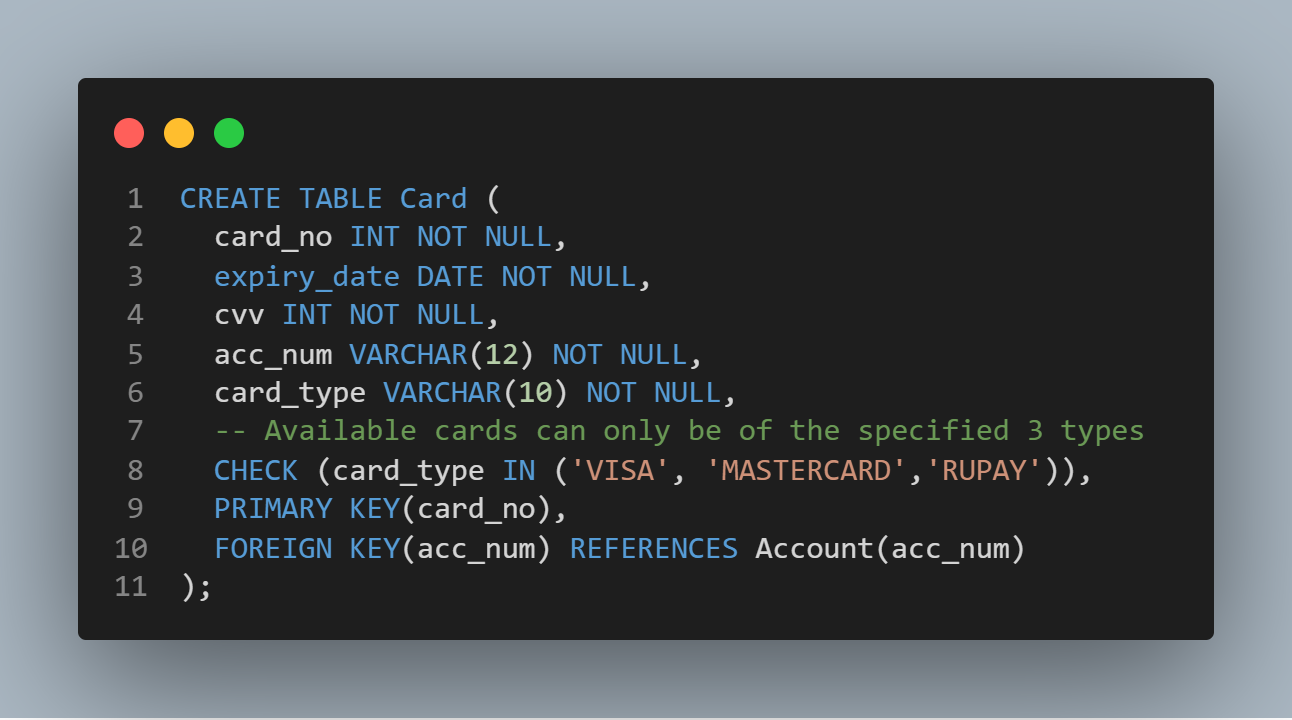 1 CREATE TABLE Card (
2 card_no INT NOT NULL,
3 expiry_date DATE NOT NULL,
4 cvv INT NOT NULL,
5 acc_num VARCHAR(12) NOT NULL,
6 card_type VARCHAR(10) NOT NULL,
7 -- Available cards can only be of the specified 3 types
8 CHECK (card_type IN ('VISA', 'MASTERCARD','RUPAY')),
9 PRIMARY KEY(card_no),
10 FOREIGN KEY(acc_num) REFERENCES Account(acc_num)
11 );